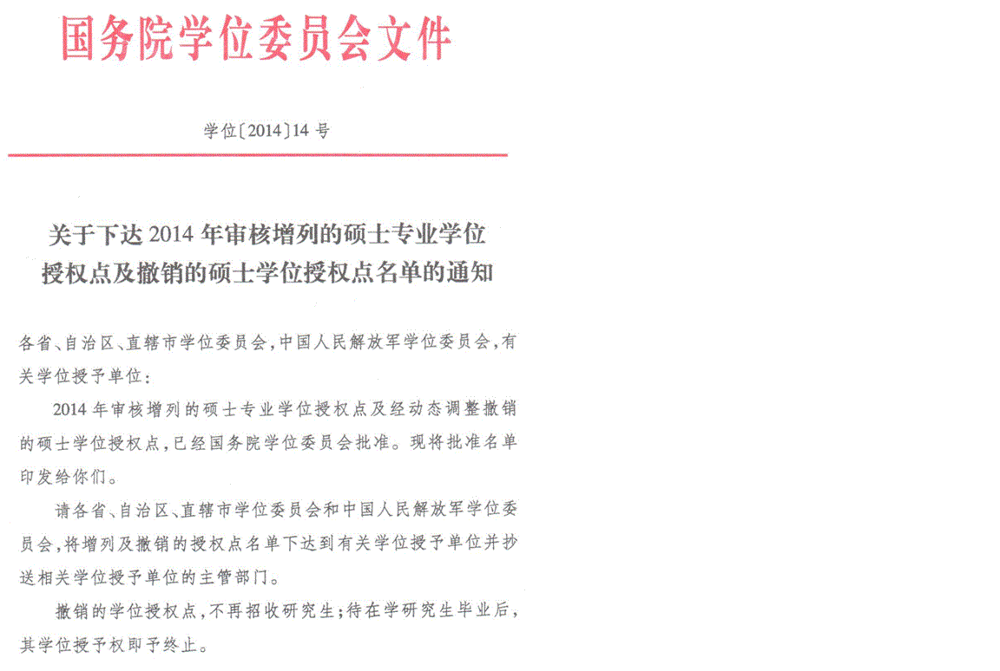 国务院学位委员会文件
学位〔2014〕14 号
关于下达 2014 年审核增列的硕士专业学位
授权点及撤销的硕士学位授权点名单的通知
各省、自治区、直辖市学位委员会,中国人民解放军学位委员会,有
关学位授予单位:
2014 年审核增列的硕士专业学位授权点及经动态调整撤销
的硕士学位授权点,已经国务院学位委员会批准。现将批准名单
印发给你们。
请各省、自治区、直辖市学位委员会和中国人民解放军学位委
员会,将增列及撤销的授权点名单下达到有关学位授予单位并抄
送相关学位授予单位的主管部门。
撤销的学位授权点,不再招收研究生;待在学研究生毕业后,
其学位授予权即予终止。